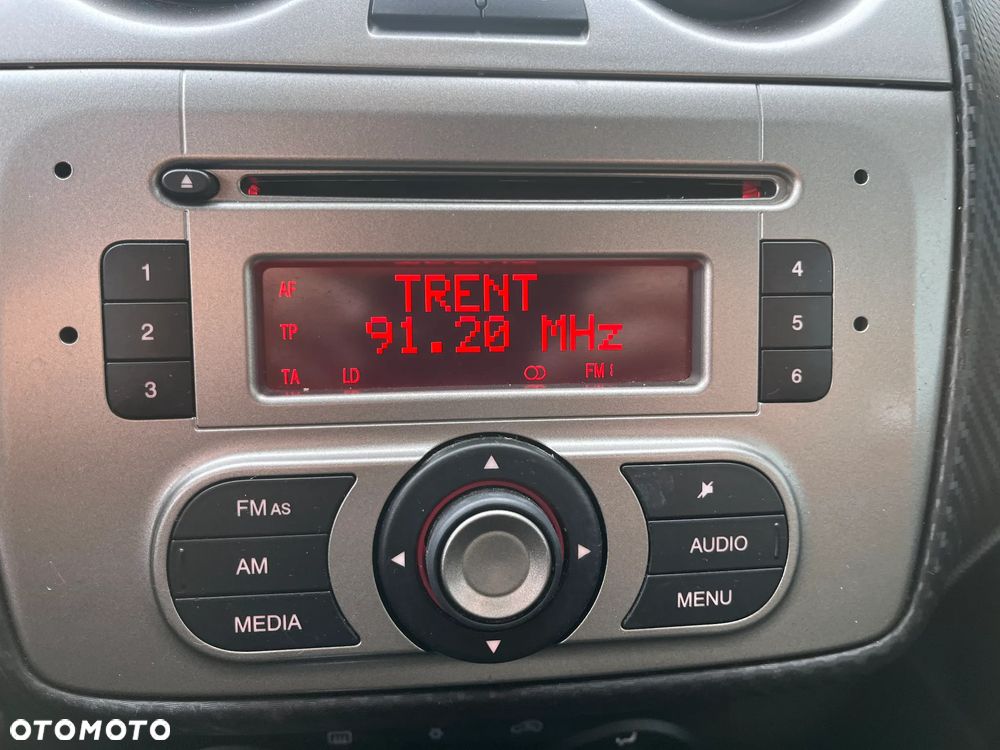 1
2
3
4
5
6
AF
TRENT
TP
91.20 MHz
TA LD FM
FM AS
AM
MEDIA
AUDIO
MENU
OTOMOTO